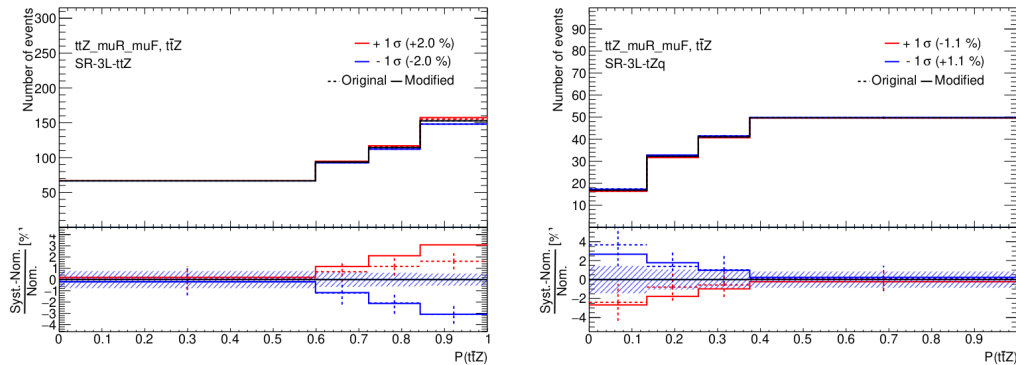 Number of events
300
250
200
150
100
50
ttZ_muR_muF, tt̄Z
SR-3L-ttZ
+ 1 σ (+2.0 %)
- 1 σ (-2.0 %)
Original Modified
Syst.-Nom. [%]
Nom.
4
3
2
1
0
−1
−2
−3
−4
0 0.1 0.2 0.3 0.4 0.5 0.6 0.7 0.8 0.9 1
P(tt̄Z)
Number of events
90
80
70
60
50
40
30
20
10
ttZ_muR_muF, tt̄Z
SR-3L-tZq
+ 1 σ (-1.1 %)
- 1 σ (+1.1 %)
Original Modified
Syst.-Nom. [%]
Nom.
4
2
0
−2
−4
0 0.1 0.2 0.3 0.4 0.5 0.6 0.7 0.8 0.9 1
P(tt̄Z)